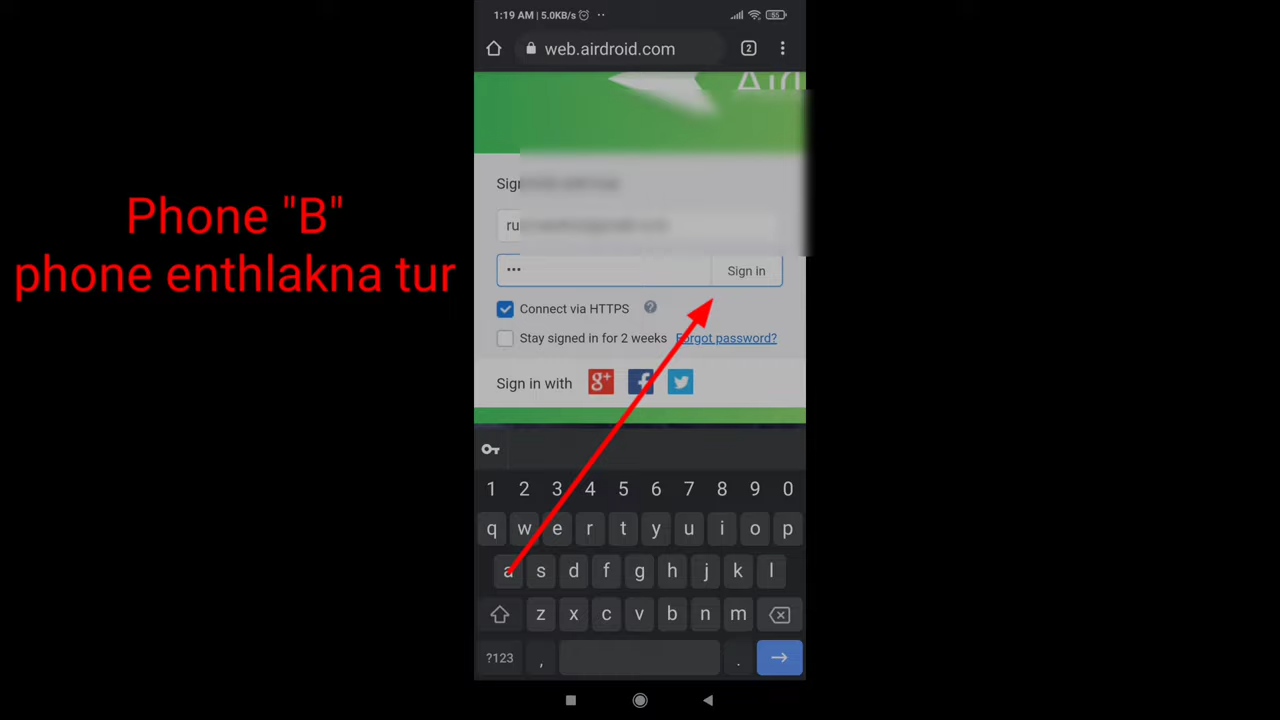 1:19 AM | 5.0KB/s
65
web.airdroid.com
2
Phone "B"
phone enthlakna tur
•••
Sign in
Connect via HTTPS
?
Stay signed in for 2 weeks
Forgot password?
Sign in with
g+
f
1 2 3 4 5 6 7 8 9 0
q w e r t y u i o p
a s d f g h j k l
z x c v b n m
?123 , .